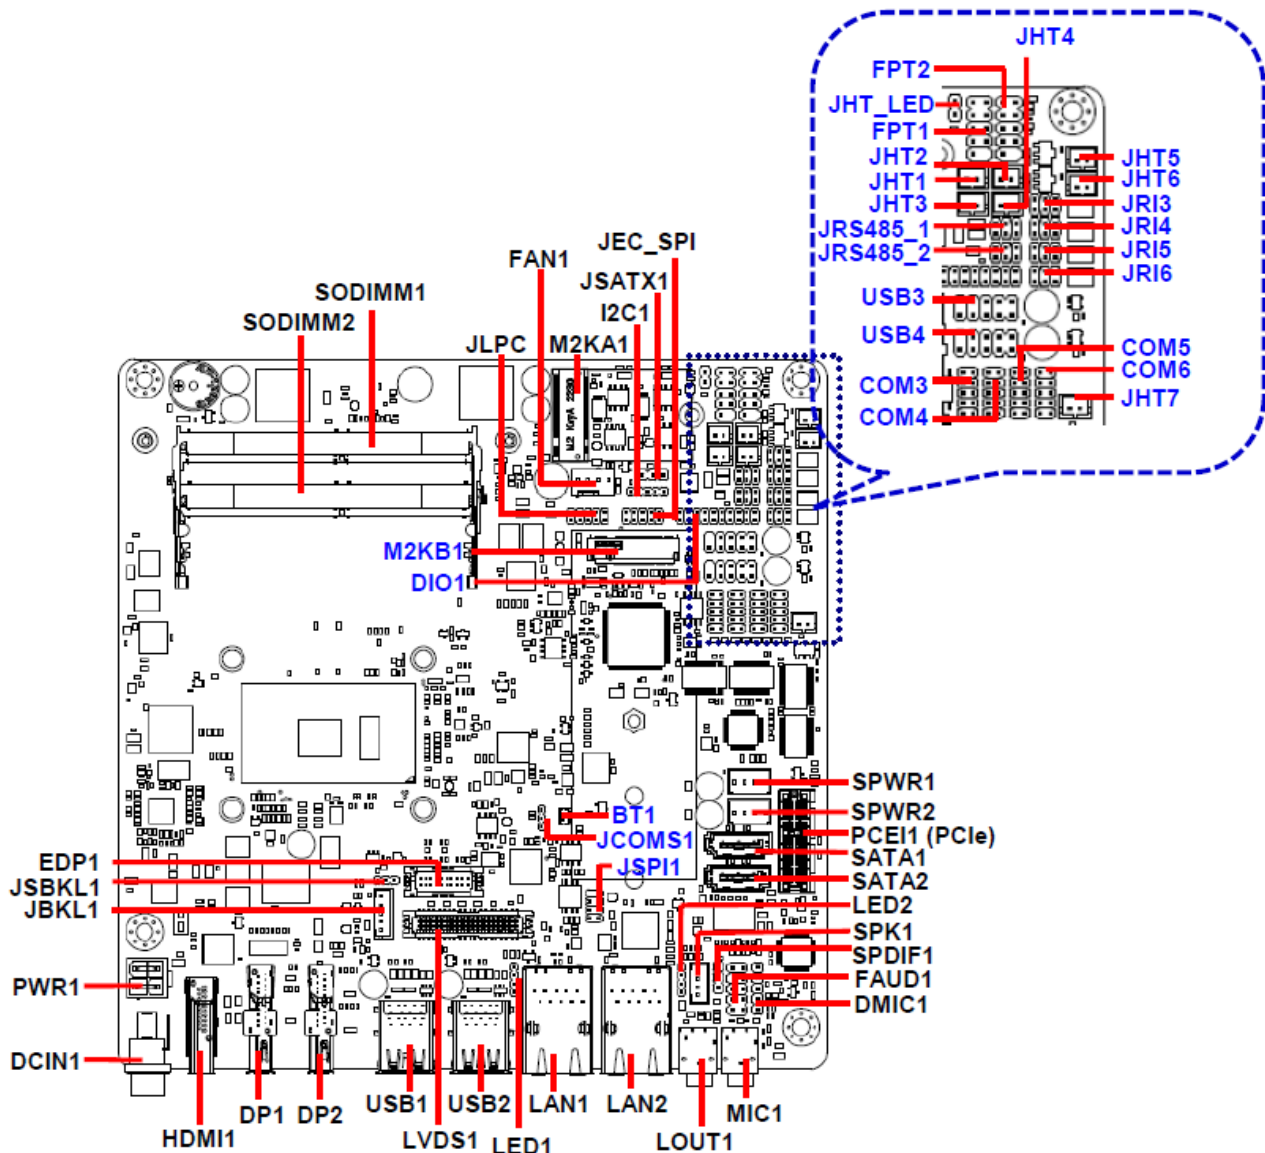 JHT4
FPT2
JHT_LED
FPT1
JHT2
JHT1
JHT3
JRS485_1
JRS485_2
USB3
USB4
COM3
COM4
JHT5
JHT6
JRI3
JRI4
JRI5
JRI6
COM5
COM6
JHT7
JEC_SPI
FAN1
JSATX1
I2C1
SODIMM1
SODIMM2
JLPC
M2KA1
M.2 KeyA 2230
M2KB1
DIO1
BT1
JCOMS1
JSPI1
EDP1
JSBKL1
JBKL1
PWR1
DCIN1
SPWR1
SPWR2
PCEI1 (PCIe)
SATA1
SATA2
LED2
SPK1
SPDIF1
FAUD1
DMIC1
HDMI1
DP1
DP2
USB1
LVDS1
USB2
LED1
LAN1
LAN2
LOUT1
MIC1